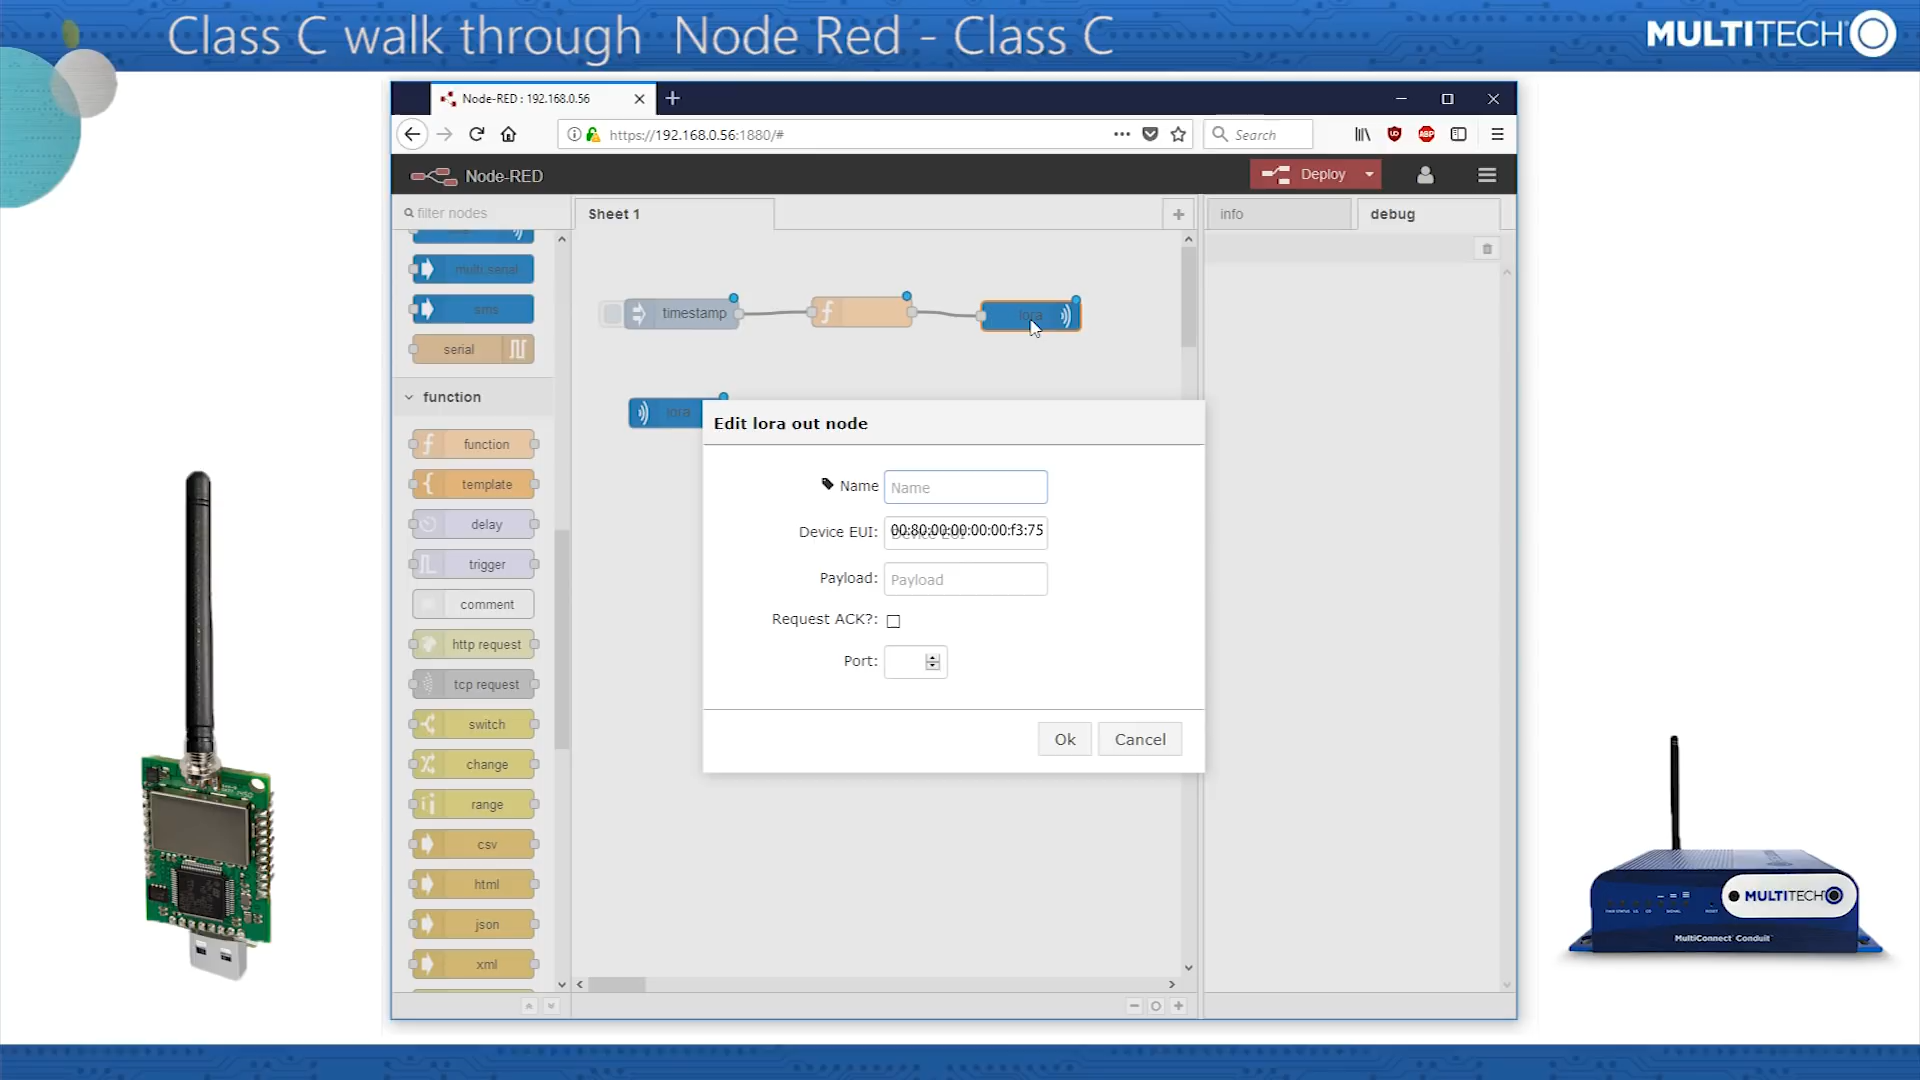 Class C walk through Node Red - Class C
MULTITECH
Node-RED : 192.168.0.56
https://192.168.0.56:1880/#
Search
ABP
Node-RED
Deploy
filter nodes
Sheet 1
info
debug
multi serial
sms
serial
timestamp
lora
lora
function
function
template
delay
trigger
comment
http request
tcp request
switch
change
range
csv
html
json
xml
Edit lora out node
Name
Name
Device EUI:
00:80:00:00:00:00:f3:75
Device EUI
Payload:
Payload
Request ACK?:
Port:
Ok
Cancel
MULTITECH
MultiConnect Conduit